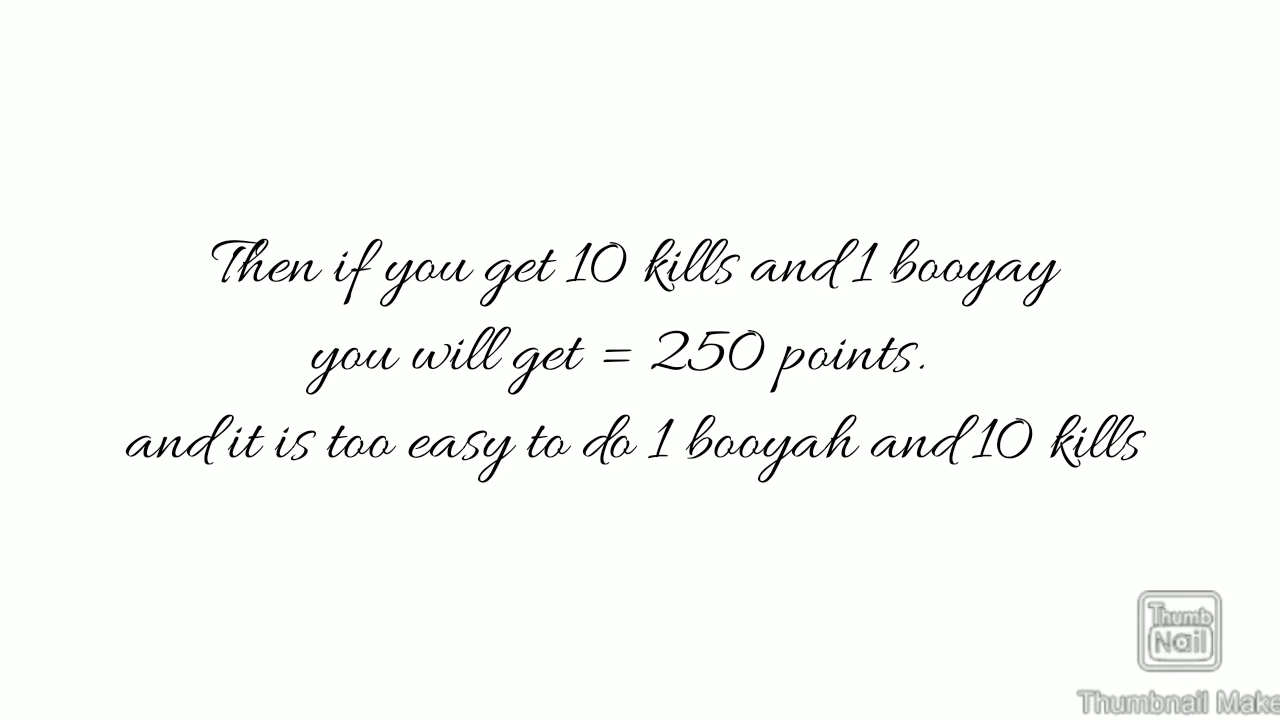 Then if you get 10 kills and 1 booyay
you will get = 250 points.
and it is too easy to do 1 booyah and 10 kills
Thumb
Nail
Thumbnail Make